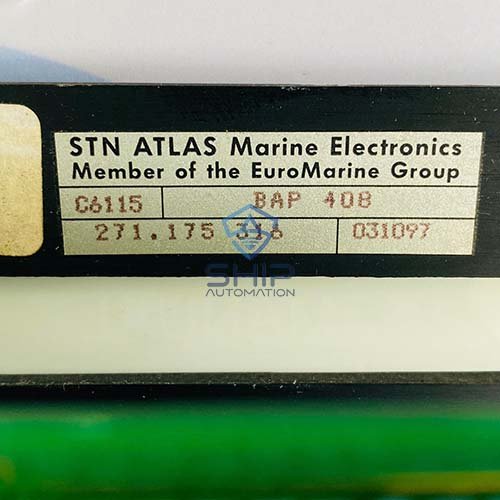 STN ATLAS Marine Electronics
Member of the EuroMarine Group
C6115 BAP 408
271.175 316 031097
SHIP
AUTOMATION